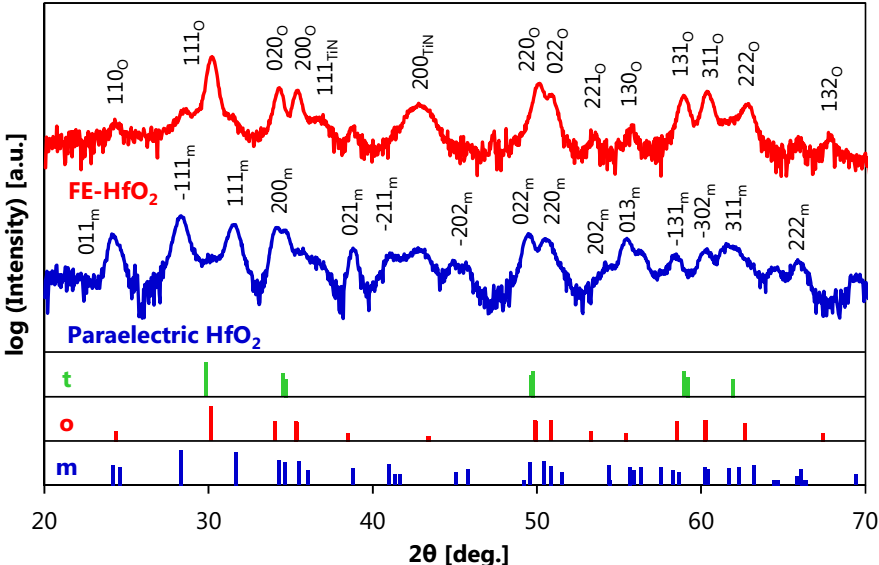 log (Intensity) [a.u.]
110O
111O
020O
200O
111TiN
200TiN
220O
022O
221O
130O
131O
311O
222O
132O
FE-HfO2
011m
-111m
111m
200m
021m
-211m
-202m
022m
220m
202m
013m
-131m
-302m
311m
222m
Paraelectric HfO2
t
o
m
20 30 40 50 60 70
2θ [deg.]